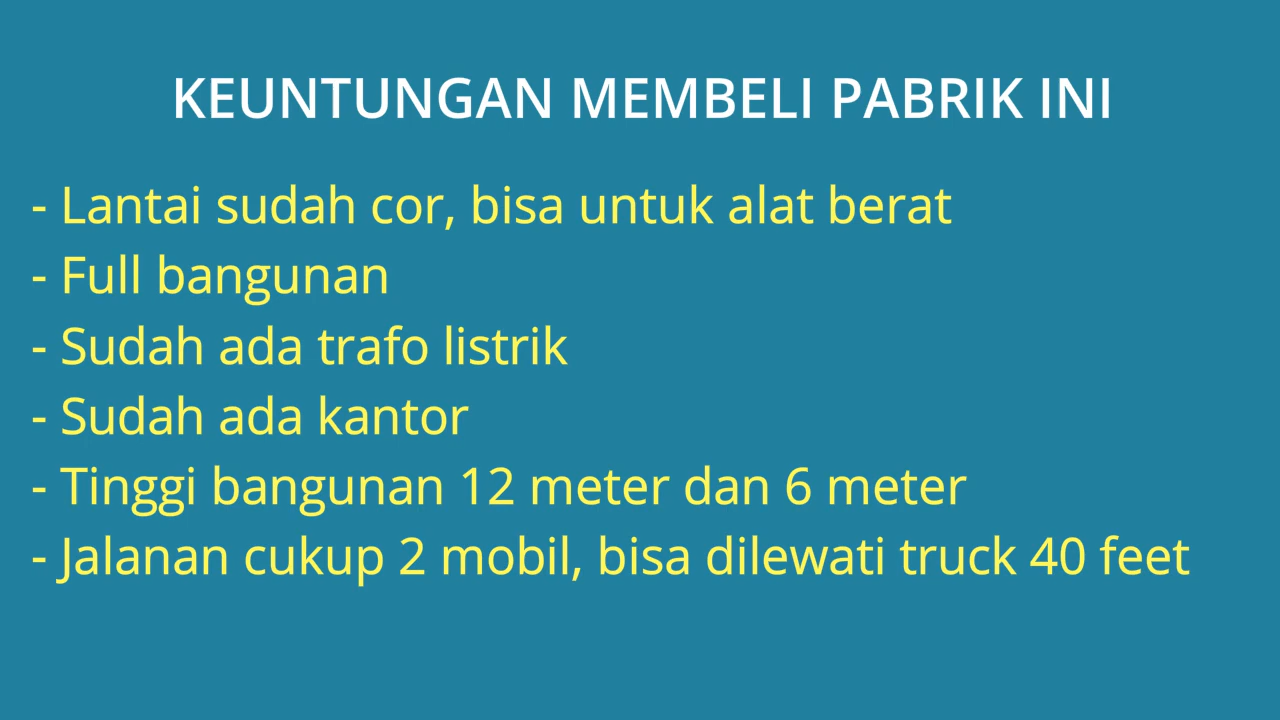 KEUNTUNGAN MEMBELI PABRIK INI
- Lantai sudah cor, bisa untuk alat berat
- Full bangunan
- Sudah ada trafo listrik
- Sudah ada kantor
- Tinggi bangunan 12 meter dan 6 meter
- Jalanan cukup 2 mobil, bisa dilewati truck 40 feet